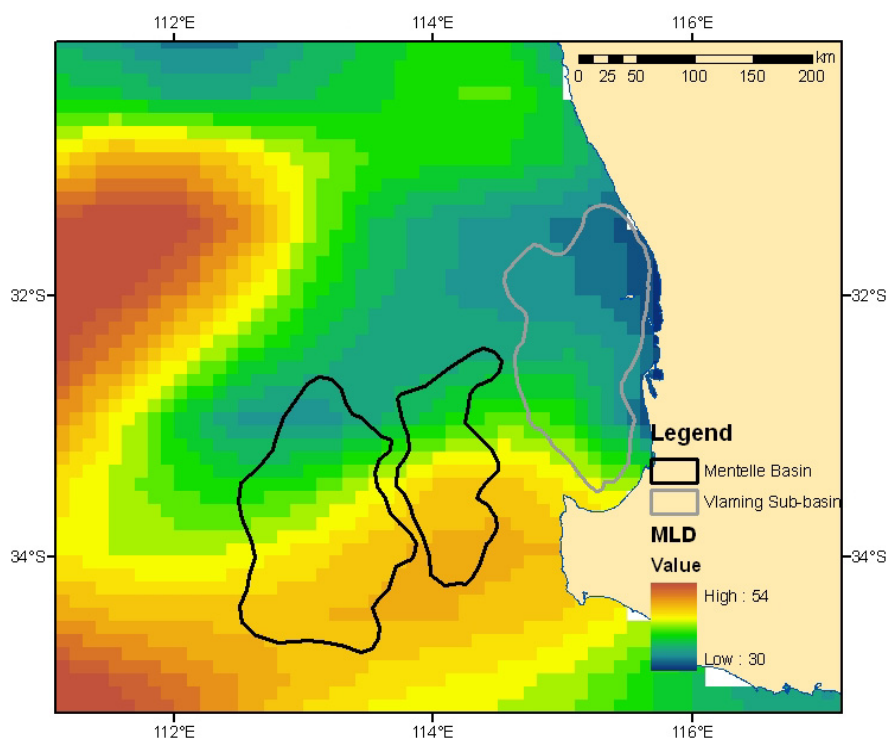 112°E 114°E 116°E
km
0 25 50 100 150 200
32°S 32°S
Legend
Mentelle Basin
Vlaming Sub-basin
MLD
Value
High : 54
Low : 30
34°S 34°S
112°E 114°E 116°E